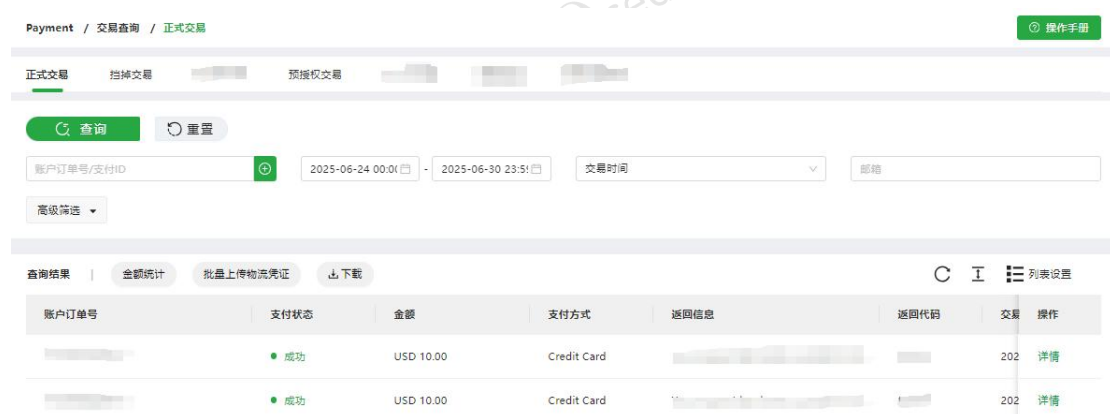 Payment / 交易查询 / 正式交易
操作手册
正式交易 挡掉交易 预授权交易
查询 重置
账户订单号/支付ID 2025-06-24 00:0( - 2025-06-30 23:5! 交易时间 邮箱
高级筛选
查询结果 | 金额统计 批量上传物流凭证 下载 列表设置
账户订单号 支付状态 金额 支付方式 返回信息 返回代码 交易 操作
成功 USD 10.00 Credit Card 202 详情
成功 USD 10.00 Credit Card 202 详情